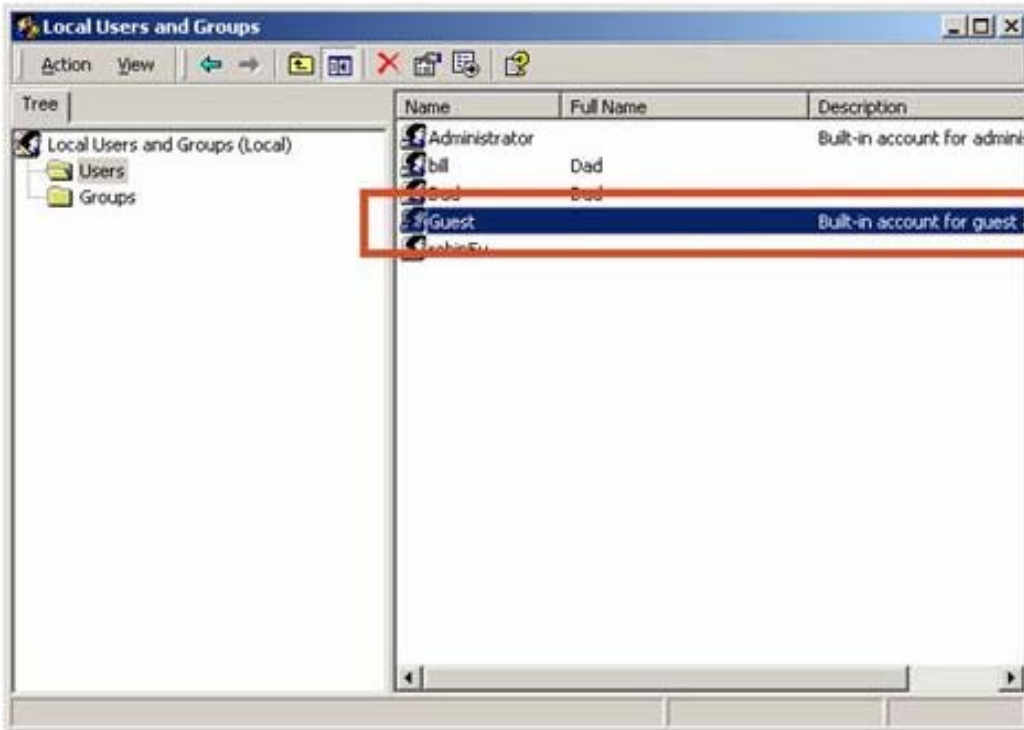 Local Users and Groups
Action View
Tree
Name Full Name Description
Local Users and Groups (Local)
Users
Groups
Administrator Built-in account for admini
bill Dad
Dad Dad
Guest Built-in account for guest